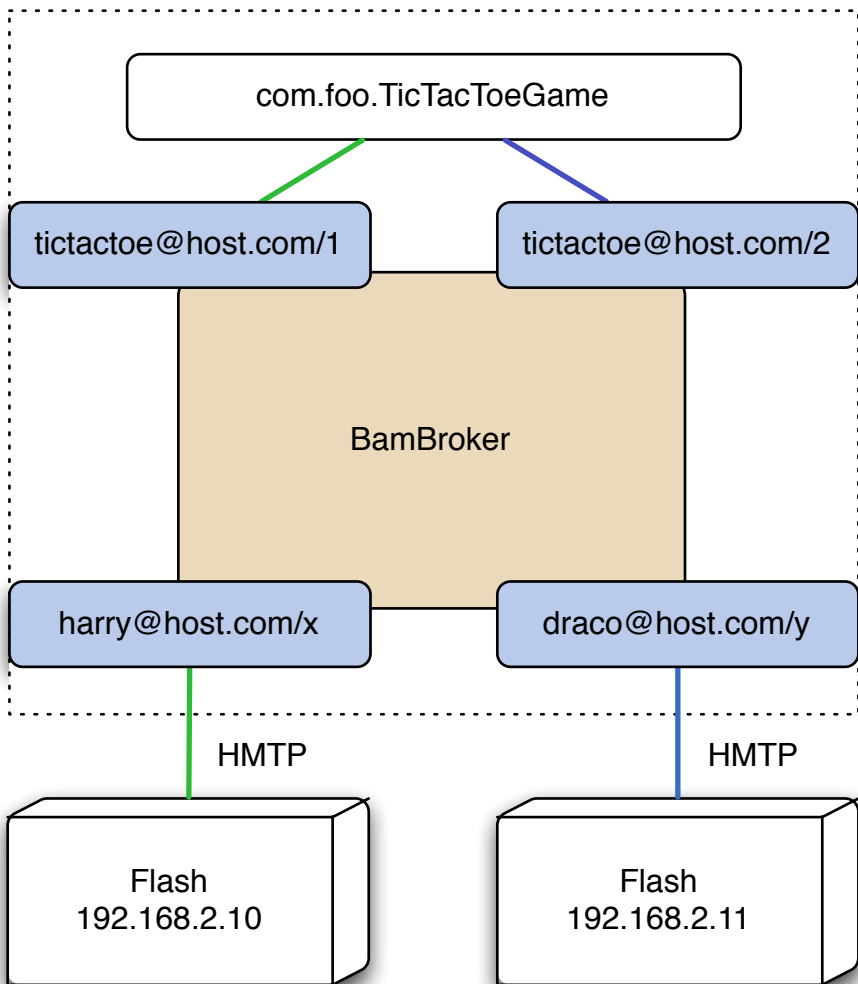 com.foo.TicTacToeGame
tictactoe@host.com/1
tictactoe@host.com/2
BamBroker
harry@host.com/x
draco@host.com/y
HMTP
HMTP
Flash
192.168.2.10
Flash
192.168.2.11